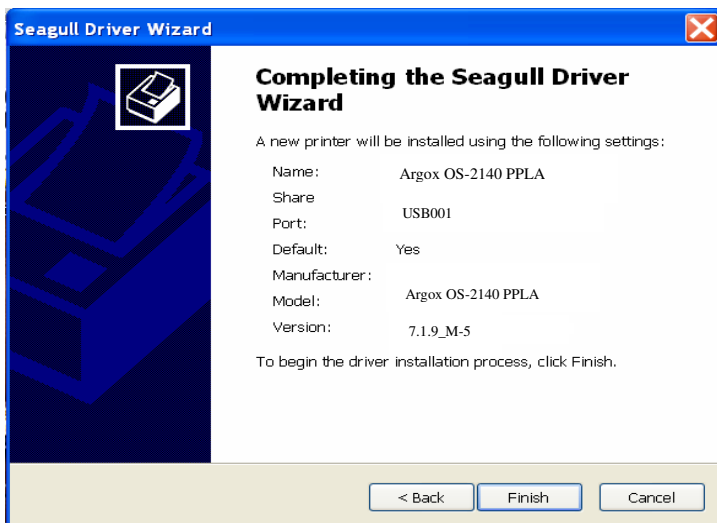 Seagull Driver Wizard
Completing the Seagull Driver
Wizard
A new printer will be installed using the following settings:
Name: Argox OS-2140 PPLA
Share
Port: USB001
Default: Yes
Manufacturer:
Model: Argox OS-2140 PPLA
Version: 7.1.9_M-5
To begin the driver installation process, click Finish.
< Back Finish Cancel